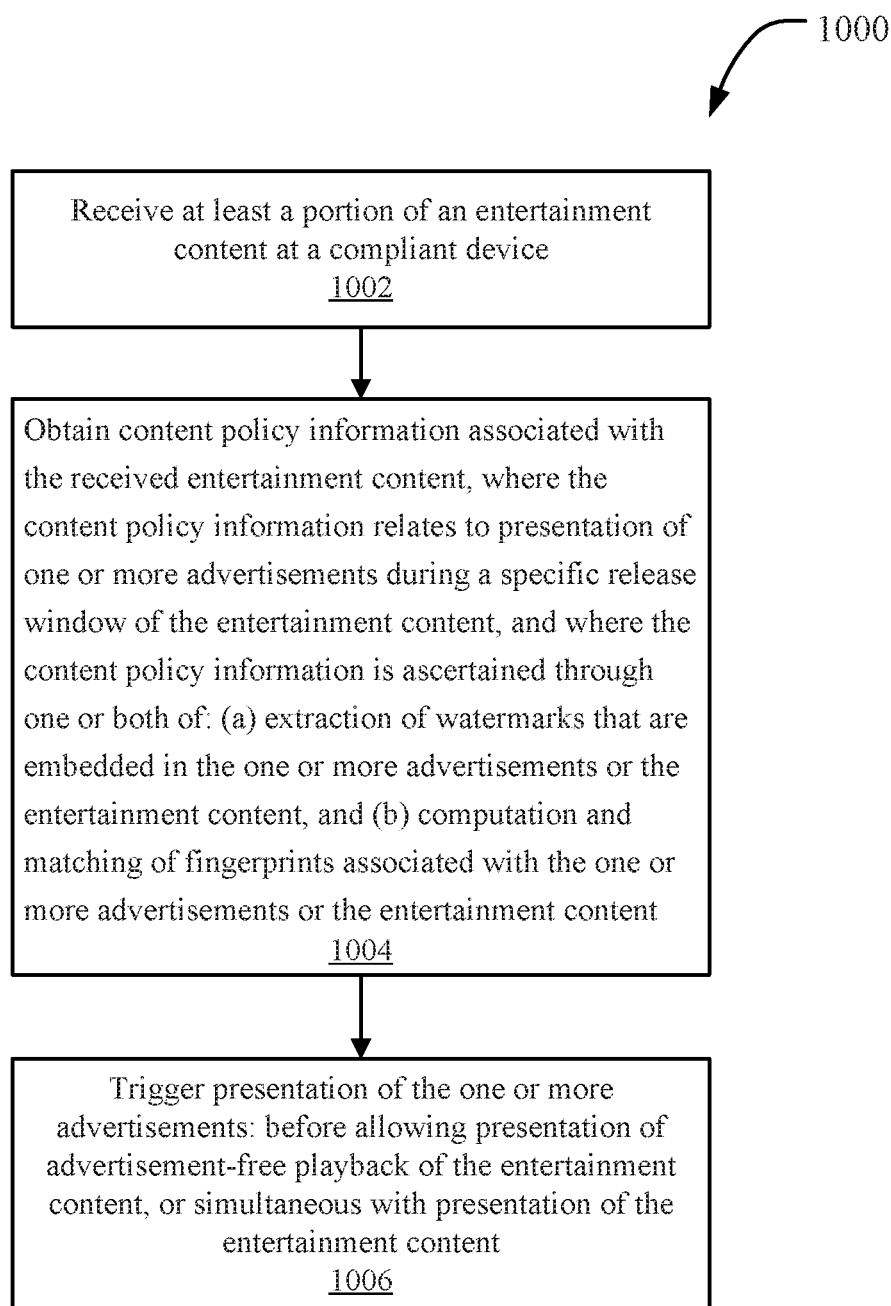 1000
Receive at least a portion of an entertainment
content at a compliant device
1002
Obtain content policy information associated with
the received entertainment content, where the
content policy information relates to presentation of
one or more advertisements during a specific release
window of the entertainment content, and where the
content policy information is ascertained through
one or both of: (a) extraction of watermarks that are
embedded in the one or more advertisements or the
entertainment content, and (b) computation and
matching of fingerprints associated with the one or
more advertisements or the entertainment content
1004
Trigger presentation of the one or more
advertisements: before allowing presentation of
advertisement-free playback of the entertainment
content, or simultaneous with presentation of the
entertainment content
1006